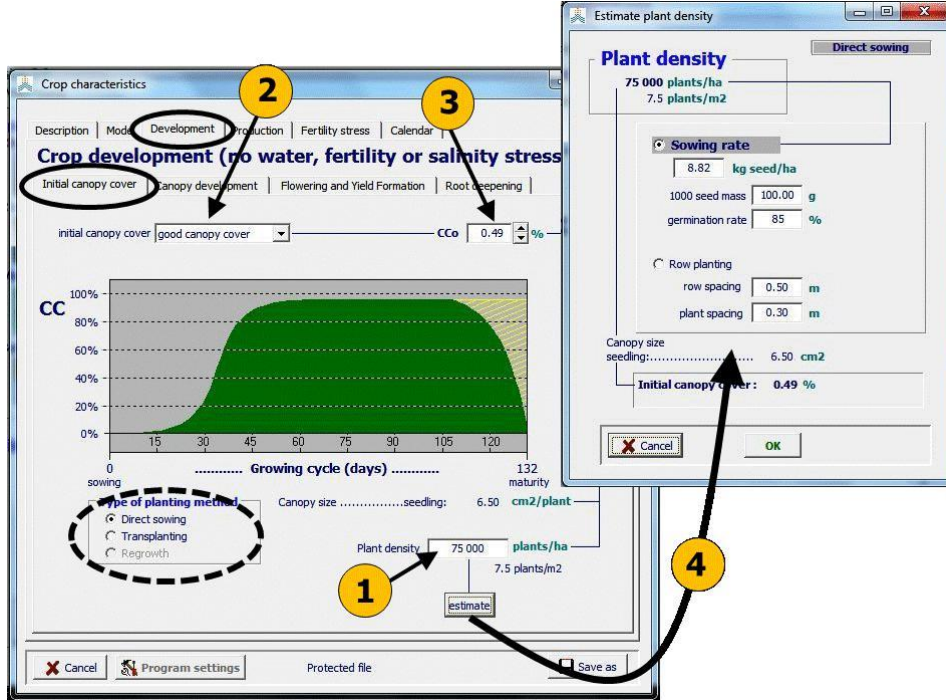 Estimate plant density
Direct sowing
Plant density
75 000 plants/ha
7.5 plants/m2
Sowing rate
8.82 kg seed/ha
1000 seed mass 100.00 g
germination rate 85 %
Row planting
row spacing 0.50 m
plant spacing 0.30 m
Canopy size
seedling:.......................... 6.50 cm2
Initial canopy cover : 0.49 %
Cancel OK
4
Crop characteristics
2
3
Description Mode Development Production Fertility stress Calendar
Crop development (no water, fertility or salinity stress
Initial canopy cover Canopy development Flowering and Yield Formation Root deepening
initial canopy cover good canopy cover CCo 0.49 %
CC
100%
80%
60%
40%
20%
0%
15 30 45 60 75 90 105 120
0 ............ Growing cycle (days) ............ 132
sowing maturity
Type of planting method
Direct sowing
Transplanting
Regrowth
Canopy size ...............seedling: 6.50 cm2/plant
Plant density 75 000 plants/ha
7.5 plants/m2
1
estimate
Cancel Program settings Protected file Save as